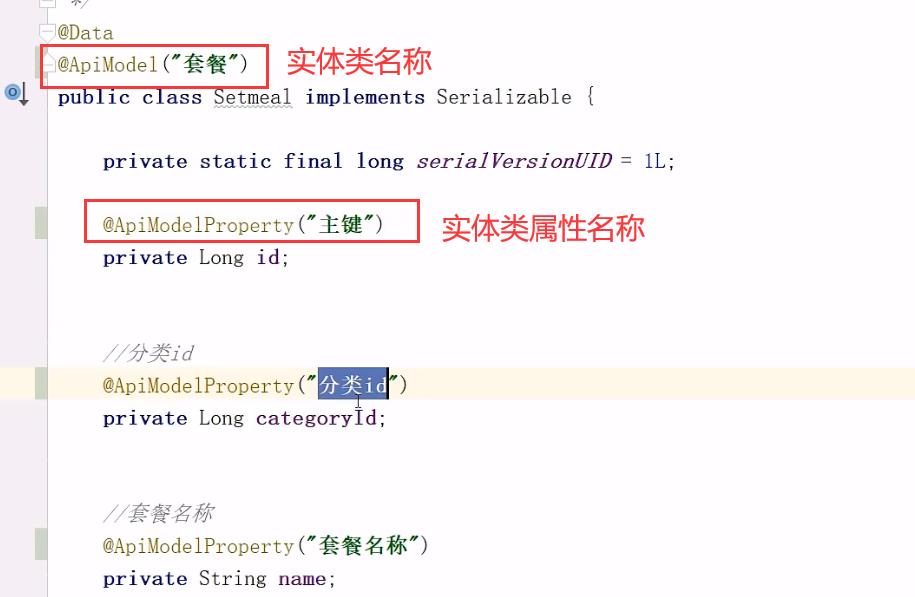 */
@Data
@ApiModel("套餐") 实体类名称
public class Setmeal implements Serializable {
private static final long serialVersionUID = 1L;
@ApiModelProperty("主键") 实体类属性名称
private Long id;
//分类id
@ApiModelProperty("分类id")
private Long categoryId;
//套餐名称
@ApiModelProperty("套餐名称")
private String name;